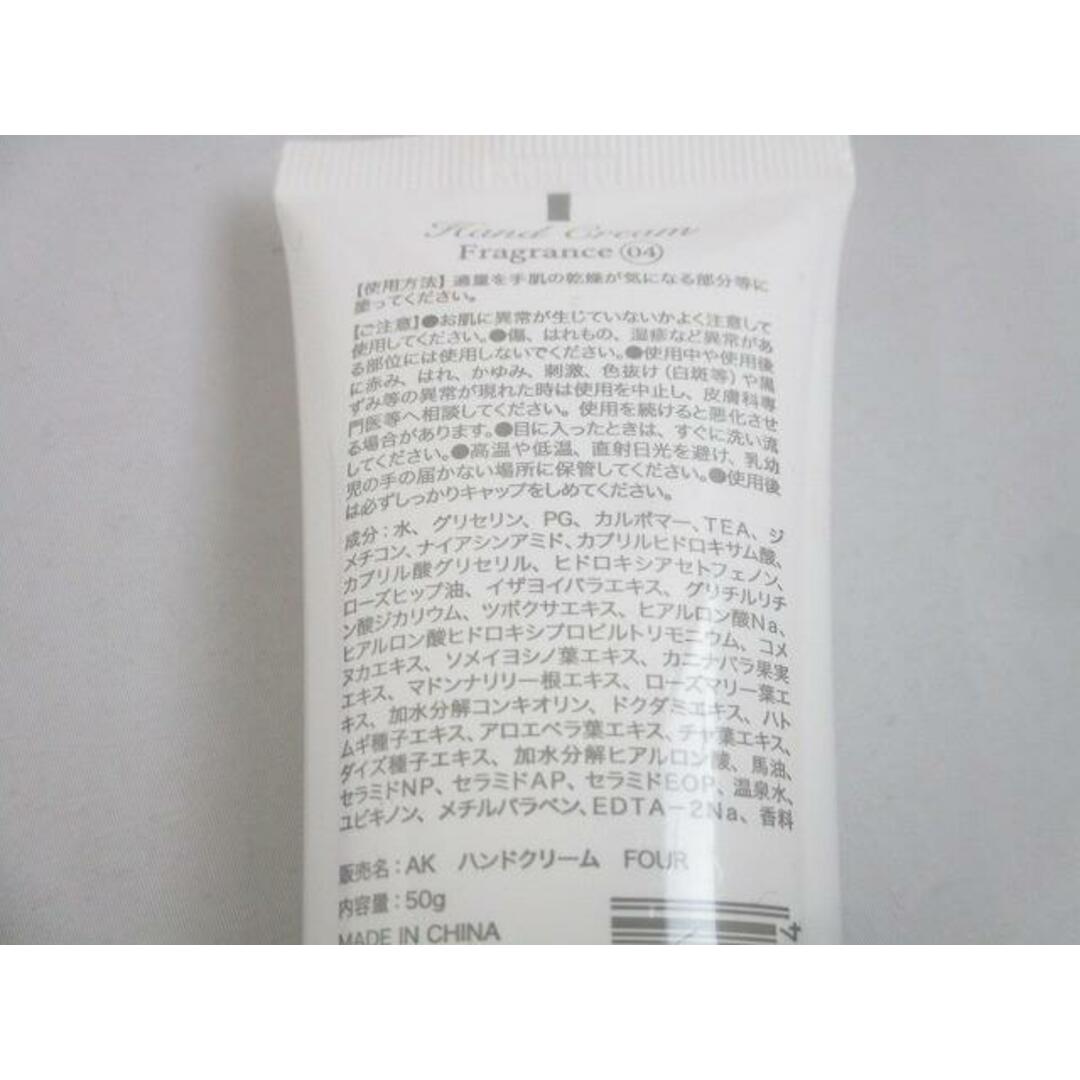 Hand Cream
Fragrance 04
【使用方法】適量を手肌の乾燥が気になる部分等に
塗ってください。
【ご注意】●お肌に異常が生じていないかよく注意して
使用してください。●傷、はれもの、湿疹など異常があ
る部位には使用しないでください。●使用中や使用後
に赤み、はれ、かゆみ、刺激、色抜け(白斑等)や黒
ずみ等の異常が現れた時は使用を中止し、皮膚科専
門医等へ相談してください。使用を続けると悪化させ
る場合があります。●目に入ったときは、すぐに洗い流
してください。●高温や低温、直射日光を避け、乳幼
児の手の届かない場所に保管してください。●使用後
は必ずしっかりキャップをしめてください。
成分:水、グリセリン、PG、カルボマー、TEA、ジ
メチコン、ナイアシンアミド、カプリルヒドロキサム酸、
カプリル酸グリセリル、ヒドロキシアセトフェノン、
ローズヒップ油、イザヨイバラエキス、グリチルリチ
ン酸ジカリウム、ツボクサエキス、ヒアルロン酸Na、
ヒアルロン酸ヒドロキシプロピルトリモニウム、コメ
ヌカエキス、ソメイヨシノ葉エキス、カニナバラ果実
エキス、マドンナリリー根エキス、ローズマリー葉エ
キス、加水分解コンキオリン、ドクダミエキス、ハト
ムギ種子エキス、アロエベラ葉エキス、チャ葉エキス、
ダイズ種子エキス、加水分解ヒアルロン酸、馬油、
セラミドNP、セラミドAP、セラミドEOP、温泉水、
ユビキノン、メチルパラベン、EDTA-2Na、香料
販売名:AK ハンドクリーム FOUR
内容量:50g
MADE IN CHINA
4